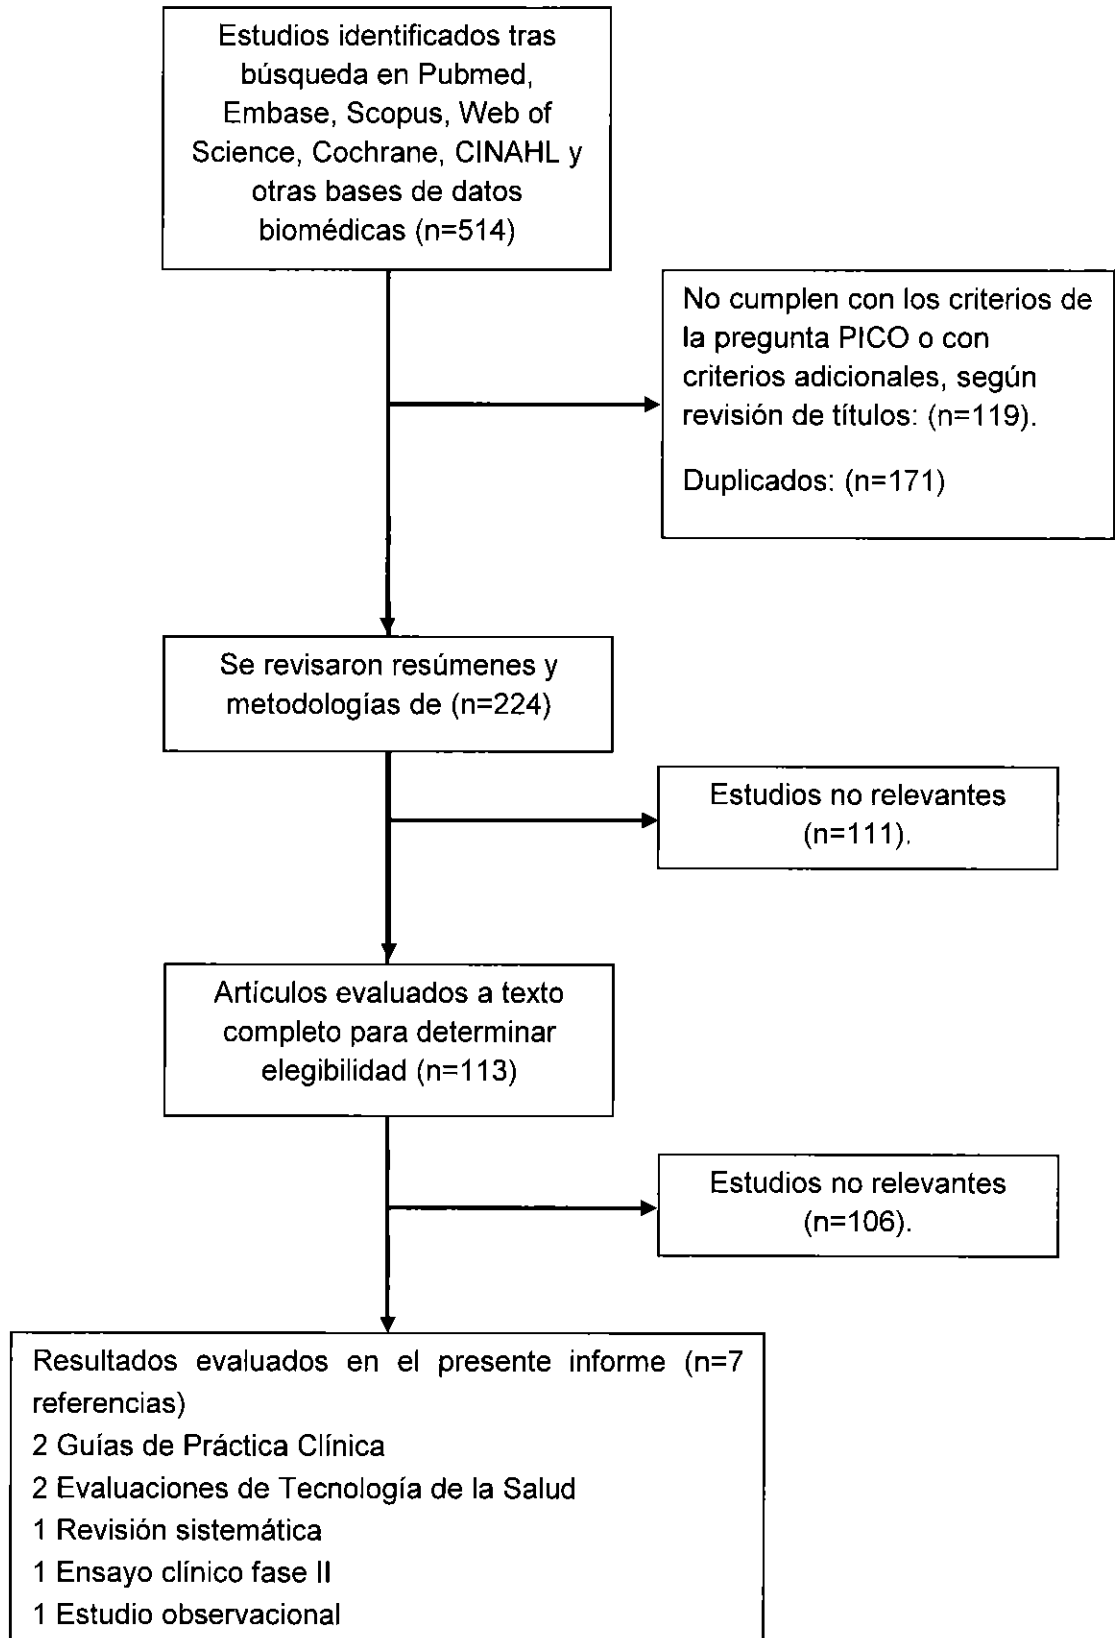 Estudios identificados tras
búsqueda en Pubmed,
Embase, Scopus, Web of
Science, Cochrane, CINAHL y
otras bases de datos
biomédicas (n=514)
No cumplen con los criterios de
la pregunta PICO o con
criterios adicionales, según
revisión de títulos: (n=119).
Duplicados: (n=171)
Se revisaron resúmenes y
metodologías de (n=224)
Estudios no relevantes
(n=111).
Artículos evaluados a texto
completo para determinar
elegibilidad (n=113)
Estudios no relevantes
(n=106).
Resultados evaluados en el presente informe (n=7
referencias)
2 Guías de Práctica Clínica
2 Evaluaciones de Tecnología de la Salud
1 Revisión sistemática
1 Ensayo clínico fase II
1 Estudio observacional